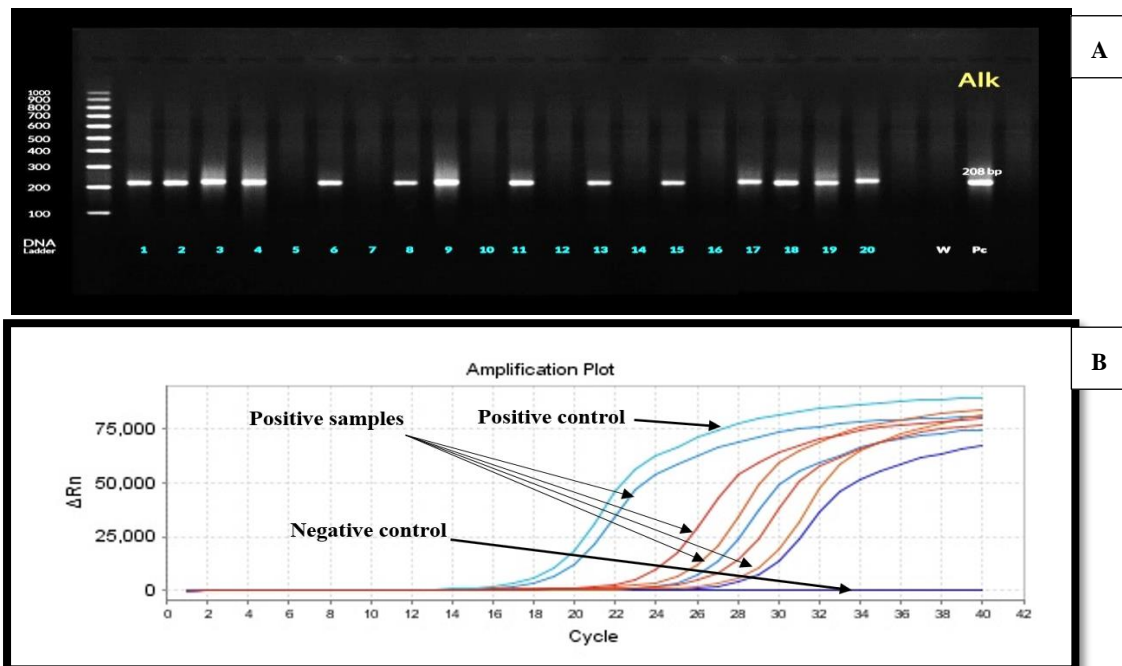 A
Alk
1000
900
800
700
600
500
400
300
200
100
208 bp
DNA
Ladder
1 2 3 4 5 6 7 8 9 10 11 12 13 14 15 16 17 18 19 20 W Pc
B
Amplification Plot
Positive samples
Positive control
Negative control
ΔRn
75,000
50,000
25,000
0
0 2 4 6 8 10 12 14 16 18 20 22 24 26 28 30 32 34 36 38 40 42
Cycle